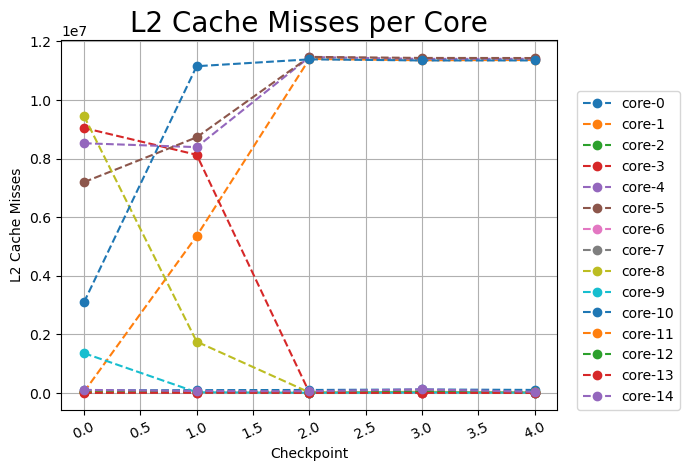 L2 Cache Misses per Core
1e7
1.2
1.0
0.8
0.6
0.4
0.2
0.0
L2 Cache Misses
0.0
0.5
1.0
1.5
2.0
2.5
3.0
3.5
4.0
Checkpoint
core-0
core-1
core-2
core-3
core-4
core-5
core-6
core-7
core-8
core-9
core-10
core-11
core-12
core-13
core-14